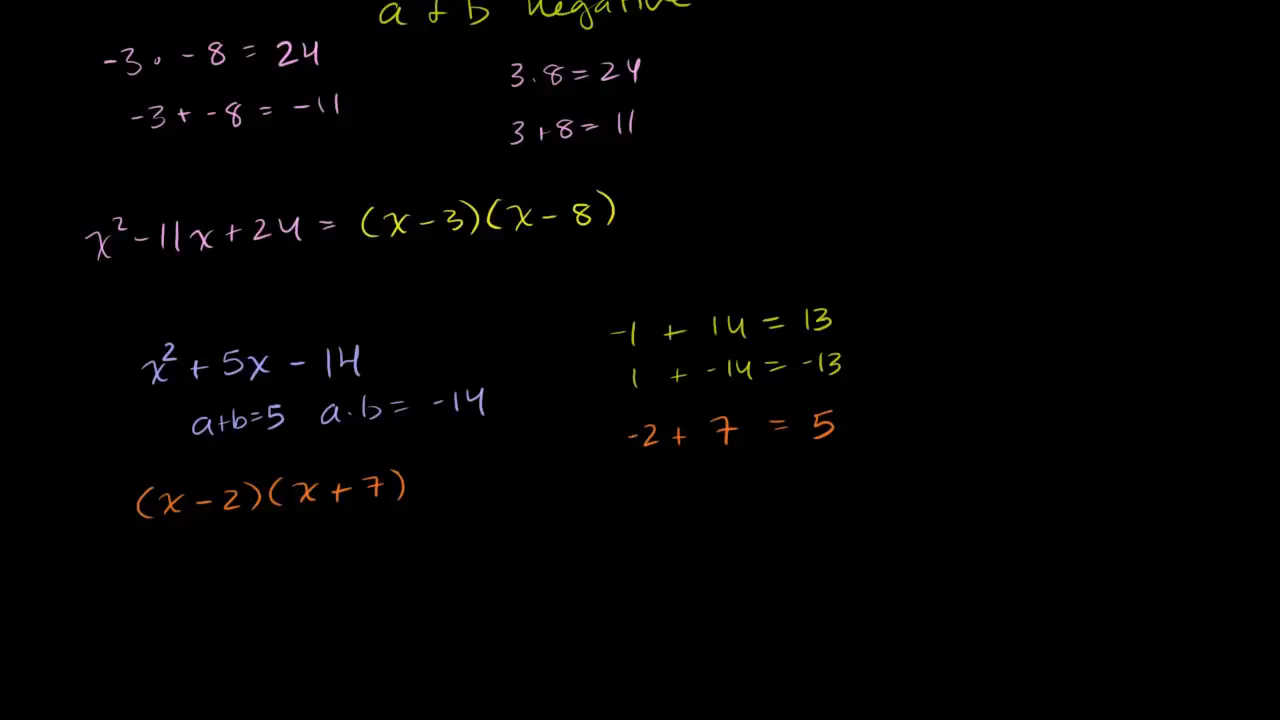 a & b negative
-3 · -8 = 24
-3 + -8 = -11
3 · 8 = 24
3 + 8 = 11
x² - 11x + 24 = (x - 3)(x - 8)
x² + 5x - 14
a+b=5 a·b= -14
(x - 2)(x + 7)
-1 + 14 = 13
1 + -14 = -13
-2 + 7 = 5